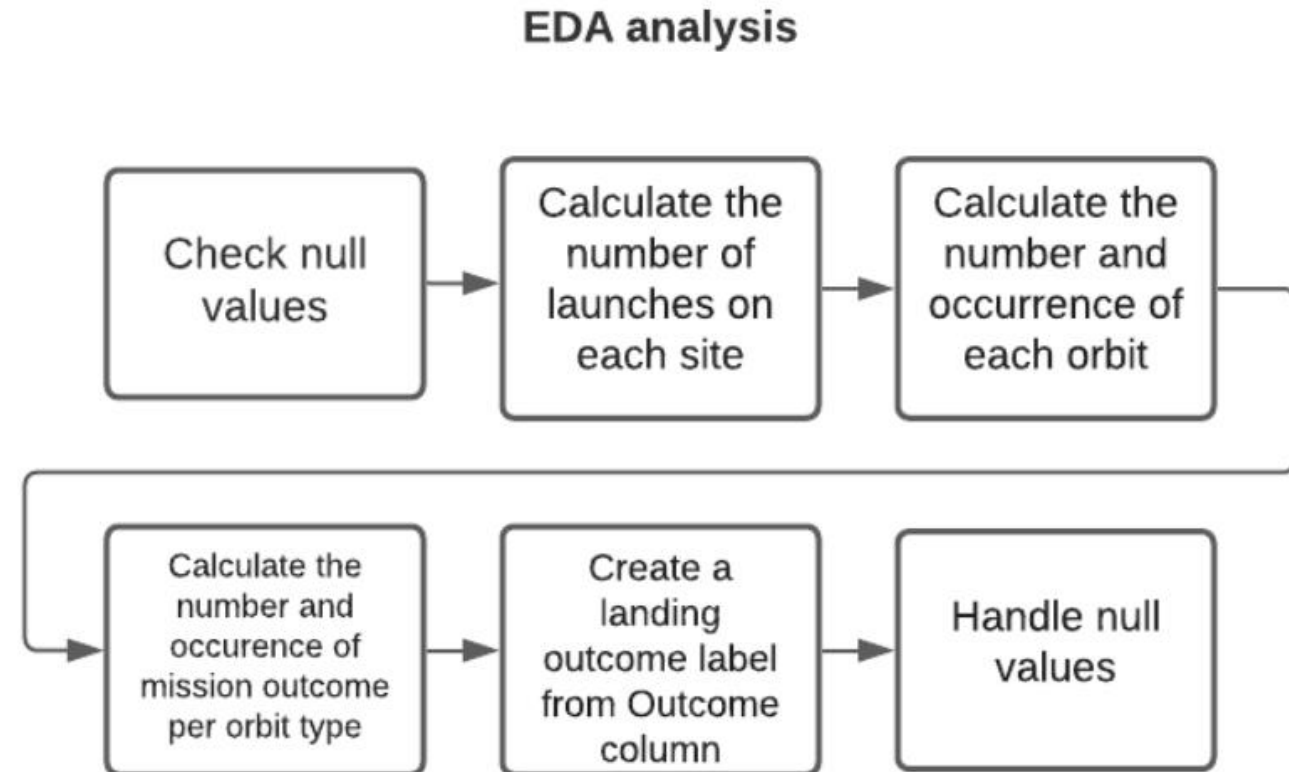 EDA analysis
Check null
values
Calculate the
number of
launches on
each site
Calculate the
number and
occurrence of
each orbit
Calculate the
number and
occurence of
mission outcome
per orbit type
Create a
landing
outcome label
from Outcome
column
Handle null
values